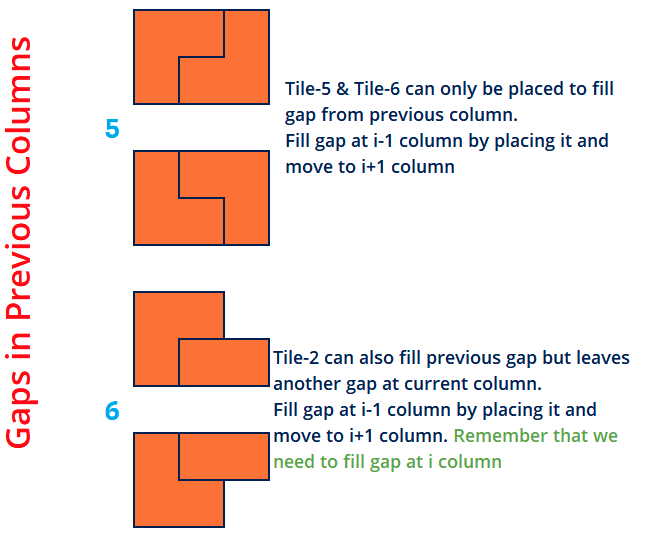 Gaps in Previous Columns
5
Tile-5 & Tile-6 can only be placed to fill
gap from previous column.
Fill gap at i-1 column by placing it and
move to i+1 column
6
Tile-2 can also fill previous gap but leaves
another gap at current column.
Fill gap at i-1 column by placing it and
move to i+1 column. Remember that we
need to fill gap at i column